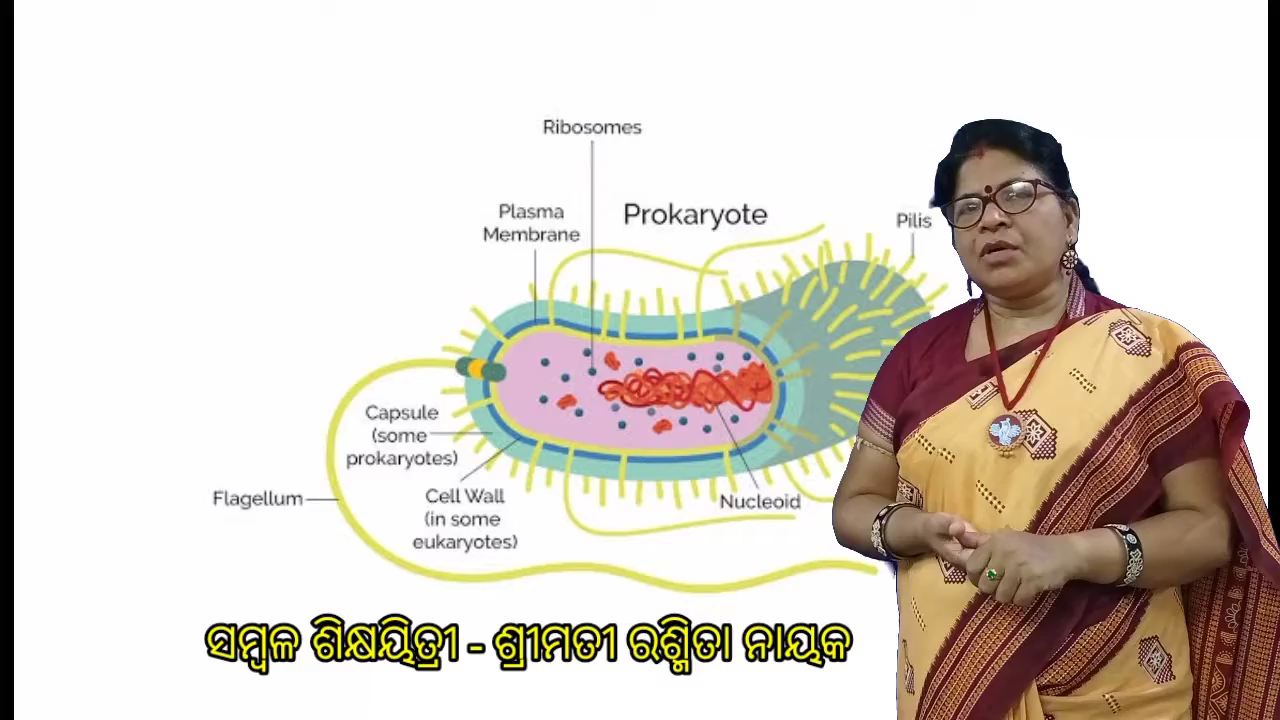 Ribosomes
Plasma
Membrane
Prokaryote
Pilis
Capsule
(some
prokaryotes)
Flagellum
Cell Wall
(in some
eukaryotes)
Nucleoid
ସମ୍ବଳ ଶିକ୍ଷୟିତ୍ରୀ - ଶ୍ରୀମତୀ ରଶ୍ମିତା ନାୟକ